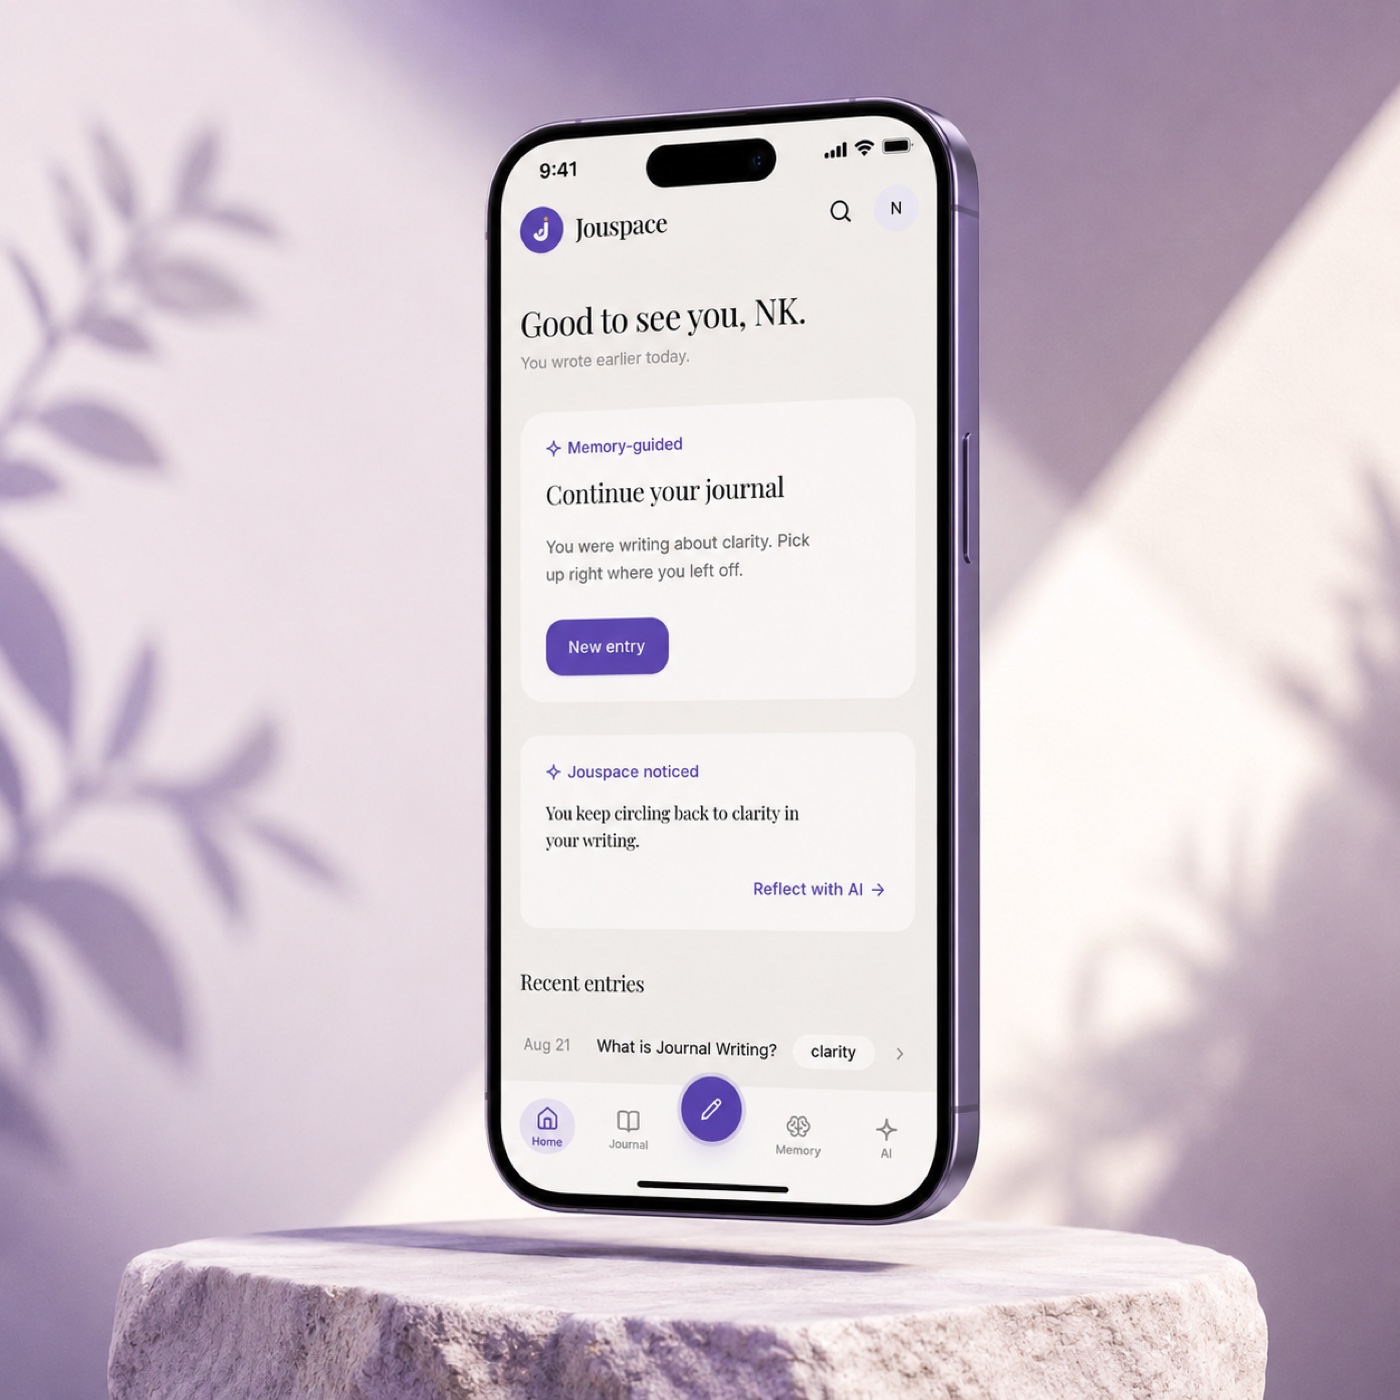 9:41
Jouspace
N
Good to see you, NK.
You wrote earlier today.
Memory-guided
Continue your journal
You were writing about clarity. Pick
up right where you left off.
New entry
Jouspace noticed
You keep circling back to clarity in
your writing.
Reflect with AI →
Recent entries
Aug 21 What is Journal Writing? clarity
Home Journal Memory AI